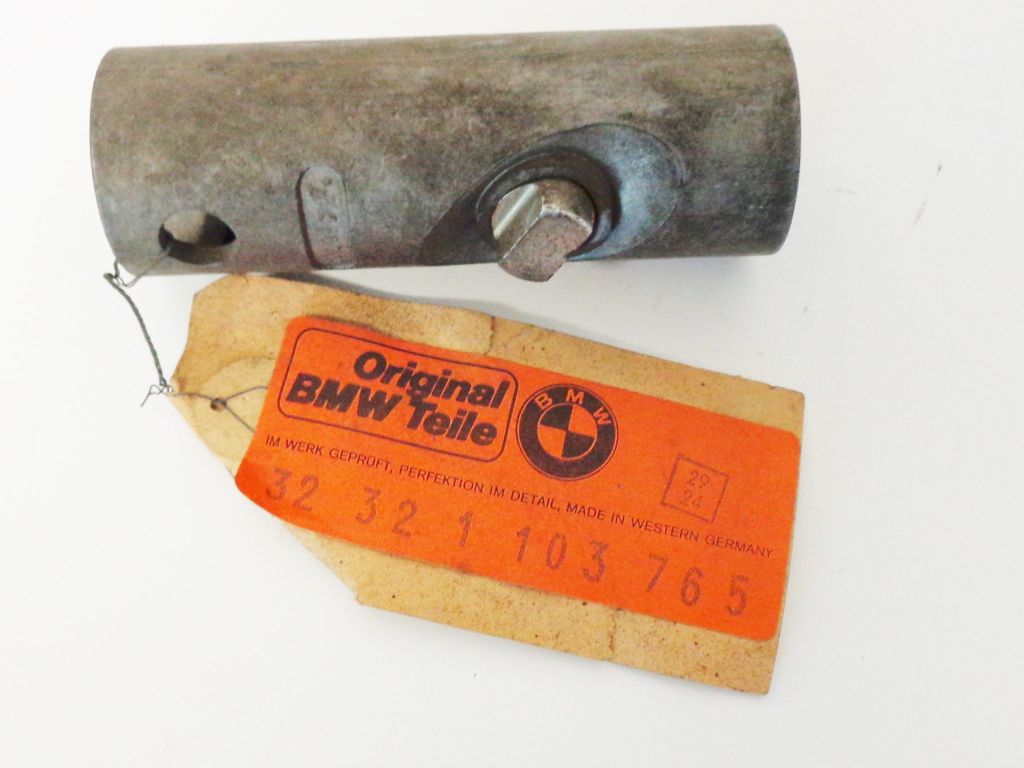 Original
BMW Teile
BMW
IM WERK GEPRÜFT, PERFEKTION IM DETAIL, MADE IN WESTERN GERMANY
29
24
32 32 1 103 765